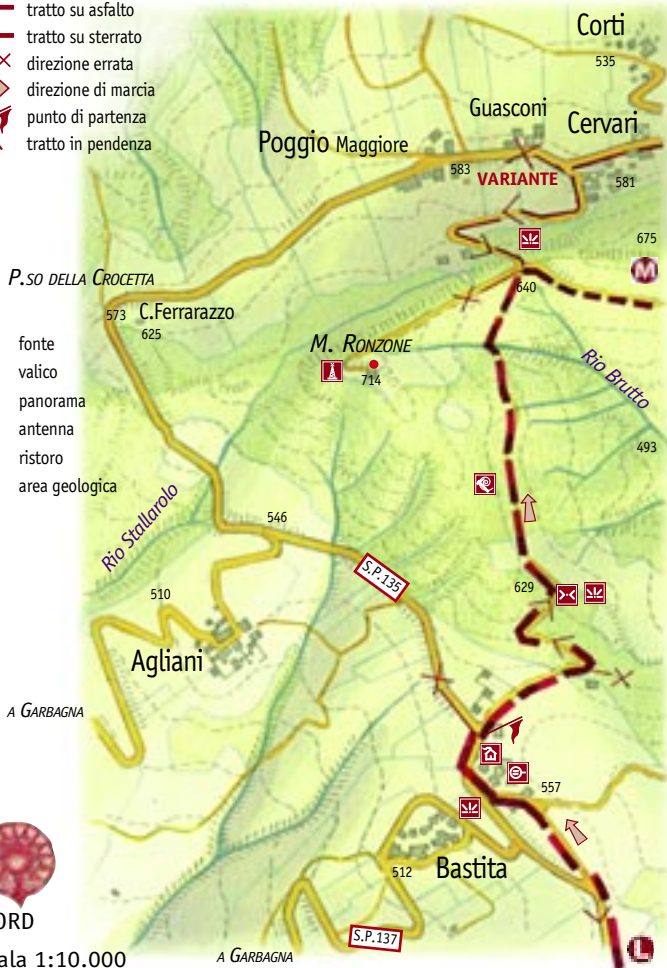 tratto su asfalto
tratto su sterrato
direzione errata
direzione di marcia
punto di partenza
tratto in pendenza
Corti
535
Guasconi
Cervari
Poggio Maggiore
583
VARIANTE
581
675
M
P.SO DELLA CROCETTA
640
573
C.Ferrarazzo
625
M. RONZONE
714
Rio Brutto
fonte
valico
panorama
antenna
ristoro
area geologica
493
Rio Stallarolo
546
S.P.135
510
629
Agliani
A GARBAGNA
557
512
Bastita
ORD
ala 1:10.000
A GARBAGNA
S.P.137
L